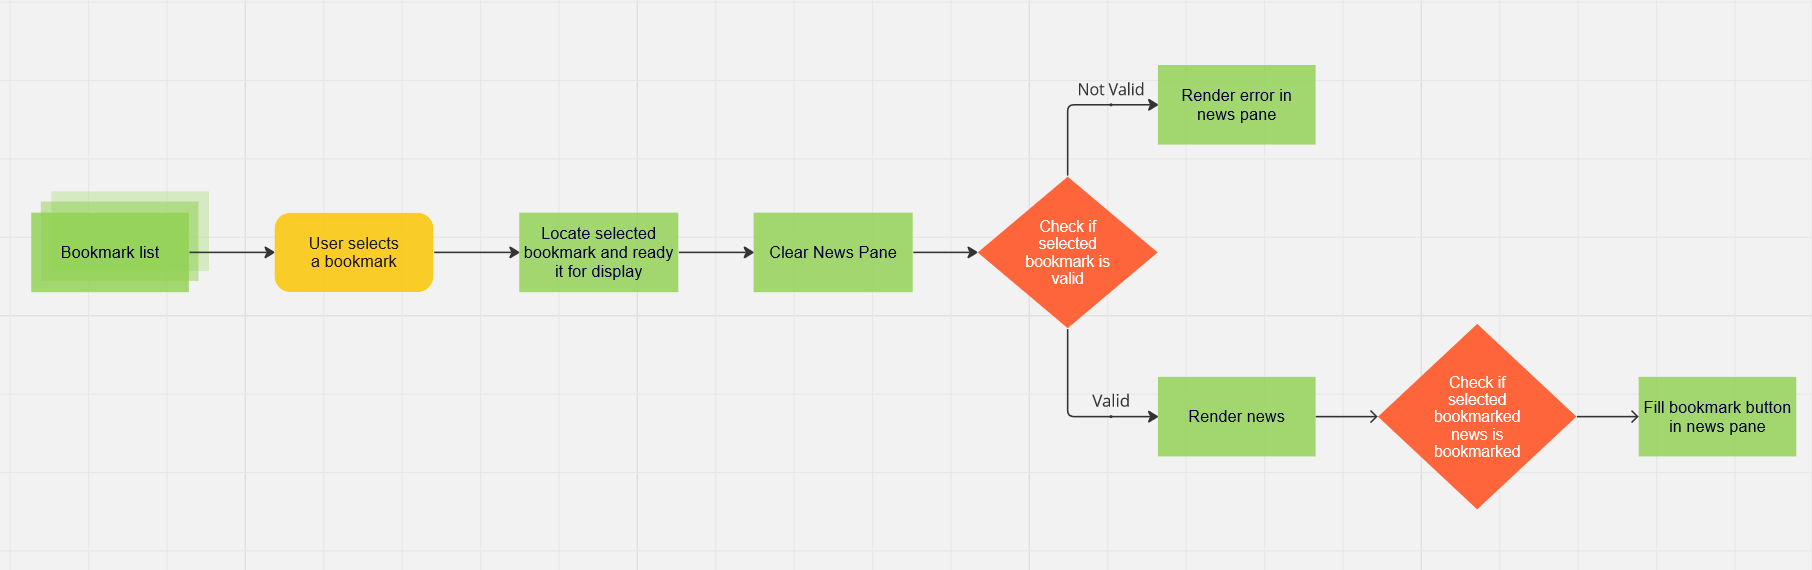 Bookmark list
User selects
a bookmark
Locate selected
bookmark and ready
it for display
Clear News Pane
Check if
selected
bookmark is
valid
Not Valid
Render error in
news pane
Valid
Render news
Check if
selected
bookmarked
news is
bookmarked
Fill bookmark button
in news pane